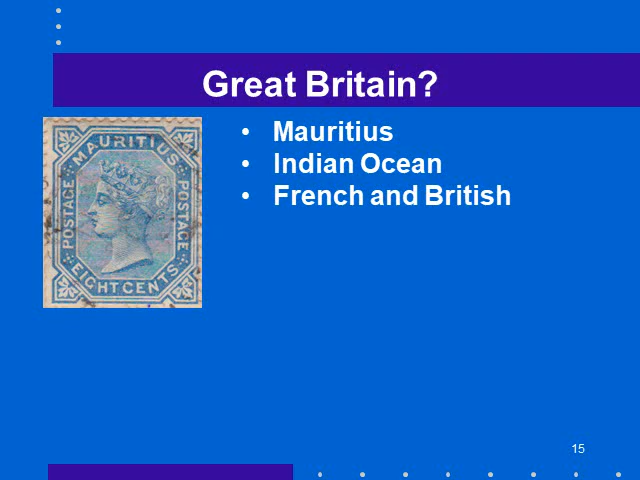 Great Britain?
• Mauritius
• Indian Ocean
• French and British
MAURITIUS
POSTAGE
POSTAGE
EIGHT CENTS
15